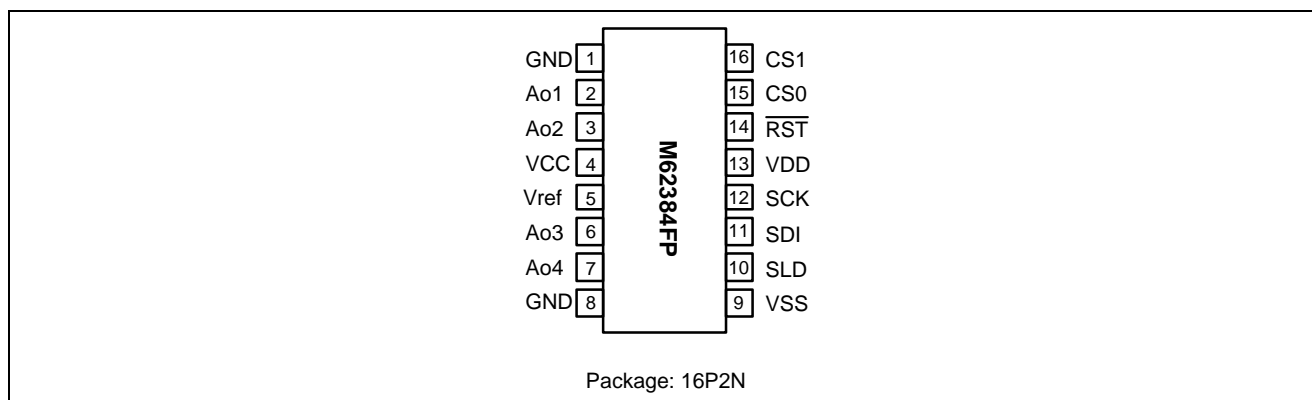 GND 1 16 CS1
Ao1 2 15 CS0
Ao2 3 14 R̅S̅T̅
VCC 4 13 VDD
Vref 5 12 SCK
Ao3 6 11 SDI
Ao4 7 10 SLD
GND 8 9 VSS
M62384FP
Package: 16P2N